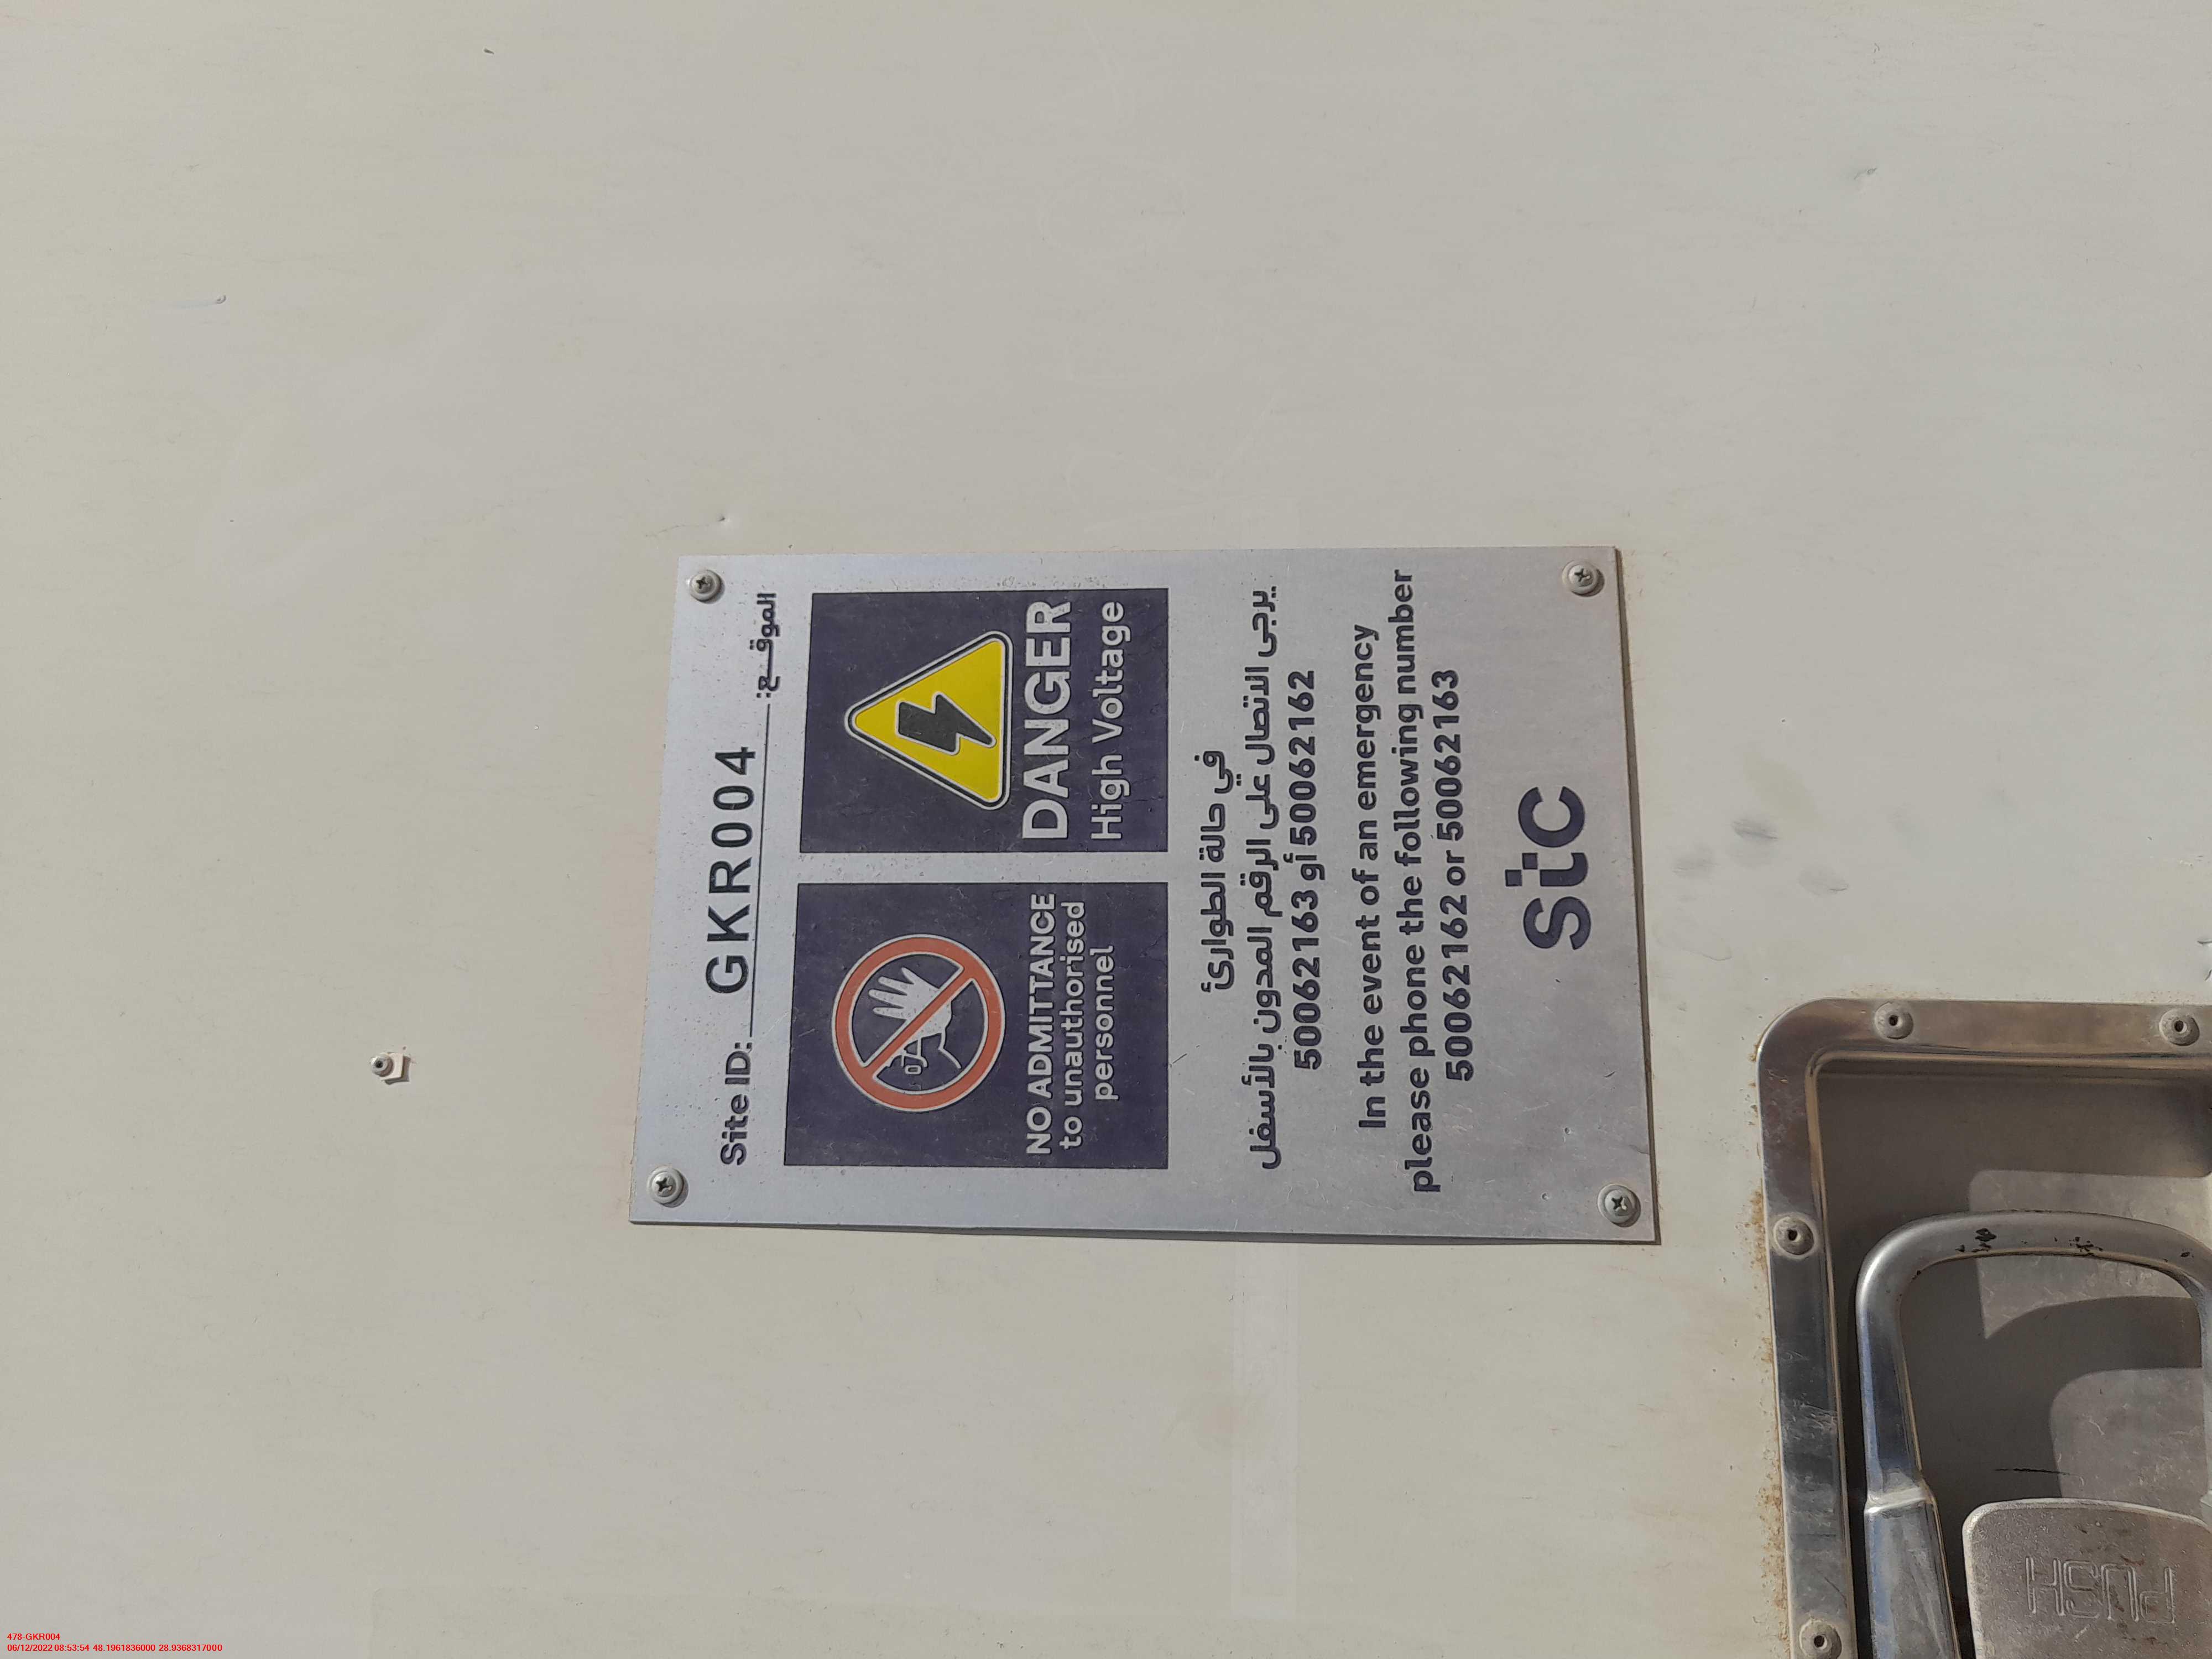 Site ID: GKR004 الموقـــع:
NO ADMITTANCE
to unauthorised
personnel
DANGER
High Voltage
في حالة الطوارئ
يرجى الاتصال على الرقم المدون بالأسفل
50062163 أو 50062162
In the event of an emergency
please phone the following number
50062162 or 50062163
stc
PUSH
478-GKR004
06/12/2022 08:53:54 48.1961836000 28.9368317000